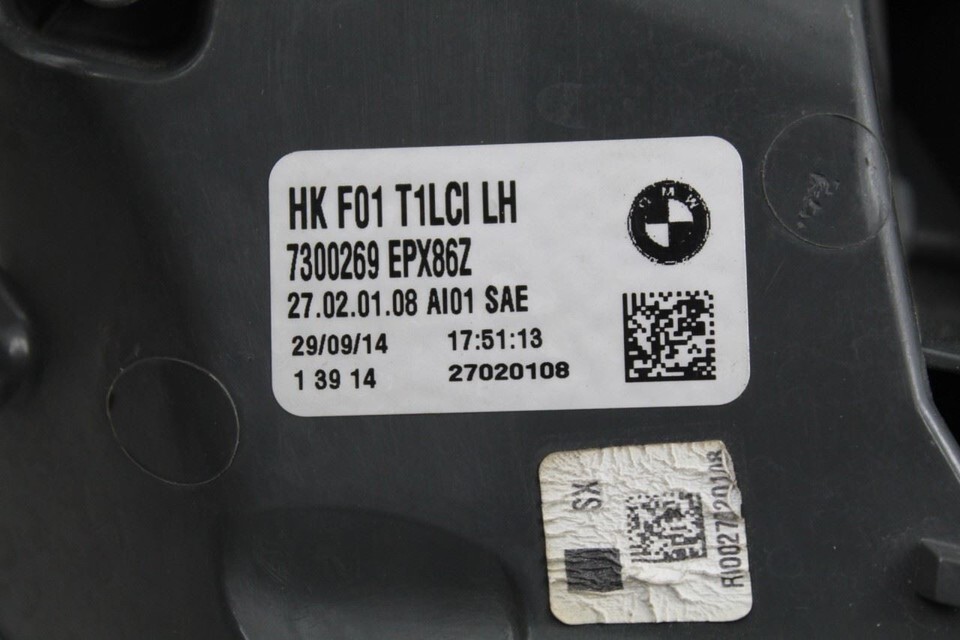 HK F01 T1LCI LH
7300269 EPX86Z
27.02.01.08 AI01 SAE
29/09/14 17:51:13
1 39 14 27020108
BMW
SX